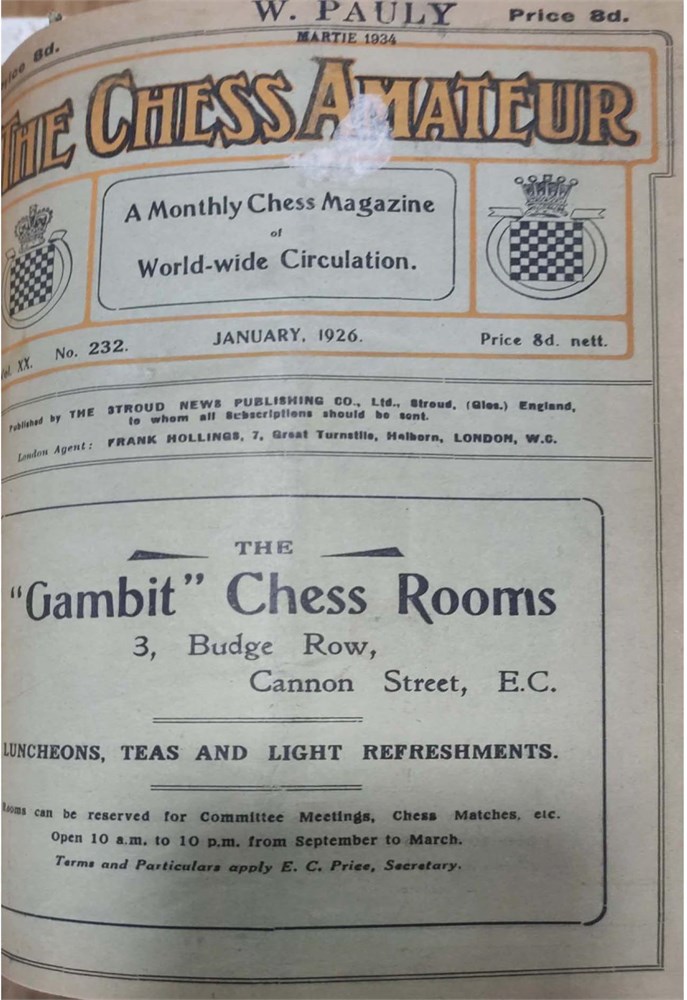 W. PAULY Price 8d.
Price 8d. MARTIE 1934
THE CHESS AMATEUR
A Monthly Chess Magazine
of
World-wide Circulation.
Vol. XX. No. 232. JANUARY, 1926. Price 8d. nett.
Published by THE STROUD NEWS PUBLISHING CO., Ltd., Stroud, (Glos.) England,
to whom all Subscriptions should be sent.
London Agent: FRANK HOLLINGS, 7, Great Turnstile, Holborn, LONDON, W.C.
THE
"Gambit" Chess Rooms
3, Budge Row,
Cannon Street, E.C.
LUNCHEONS, TEAS AND LIGHT REFRESHMENTS.
Rooms can be reserved for Committee Meetings, Chess Matches, etc.
Open 10 a.m. to 10 p.m. from September to March.
Terms and Particulars apply E. C. Price, Secretary.